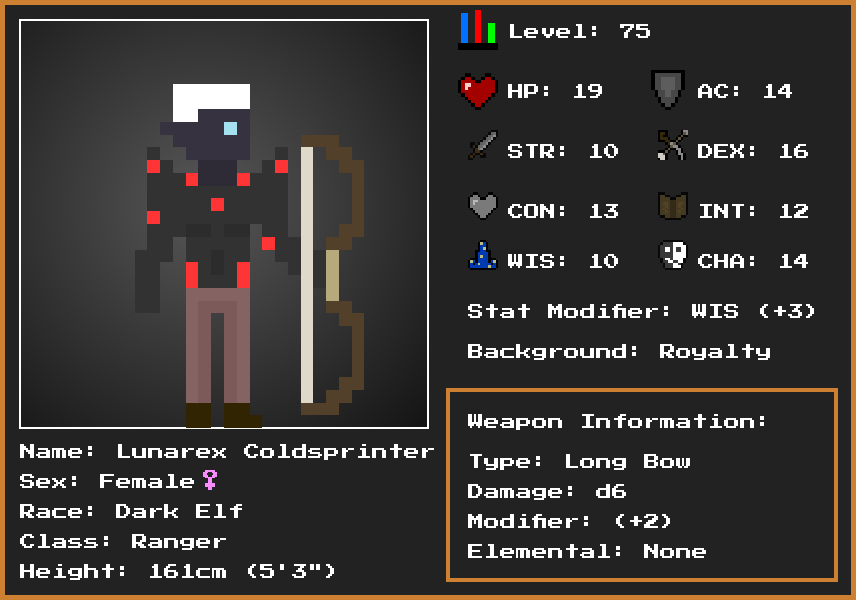 Level: 75
HP: 19
AC: 14
STR: 10
DEX: 16
CON: 13
INT: 12
WIS: 10
CHA: 14
Stat Modifier: WIS (+3)
Background: Royalty
Weapon Information:
Type: Long Bow
Damage: d6
Modifier: (+2)
Elemental: None
Name: Lunarex Coldsprinter
Sex: Female♀
Race: Dark Elf
Class: Ranger
Height: 161cm (5'3")